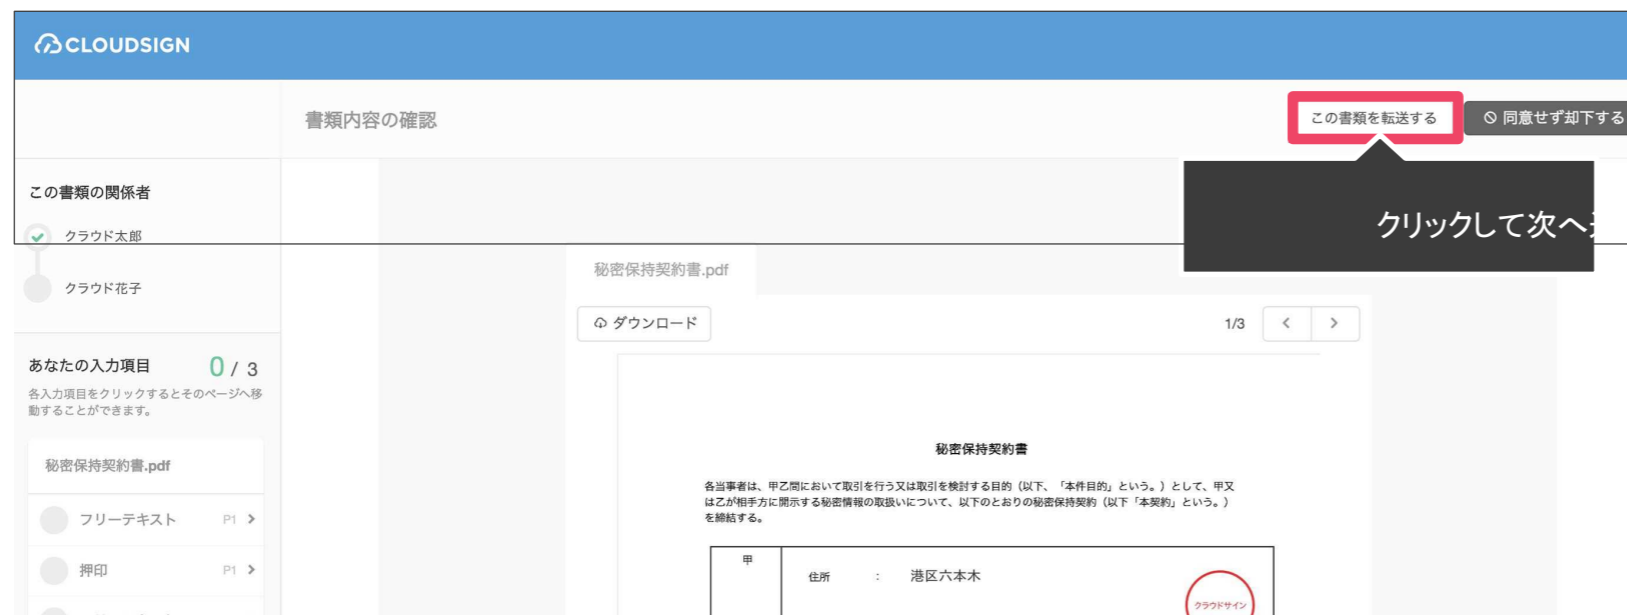 CLOUDSIGN
書類内容の確認
この書類を転送する
同意せず却下する
クリックして次へ
この書類の関係者
クラウド太郎
クラウド花子
秘密保持契約書.pdf
ダウンロード
1/3
あなたの入力項目 0 / 3
各入力項目をクリックするとそのページへ移
動することができます。
秘密保持契約書.pdf
フリーテキスト P1
押印 P1
秘密保持契約書
各当事者は、甲乙間において取引を行う又は取引を検討する目的（以下、「本件目的」という。）として、甲又
は乙が相手方に開示する秘密情報の取扱いについて、以下のとおりの秘密保持契約（以下「本契約」という。）
を締結する。
甲
住所 : 港区六本木
クラウドサイン